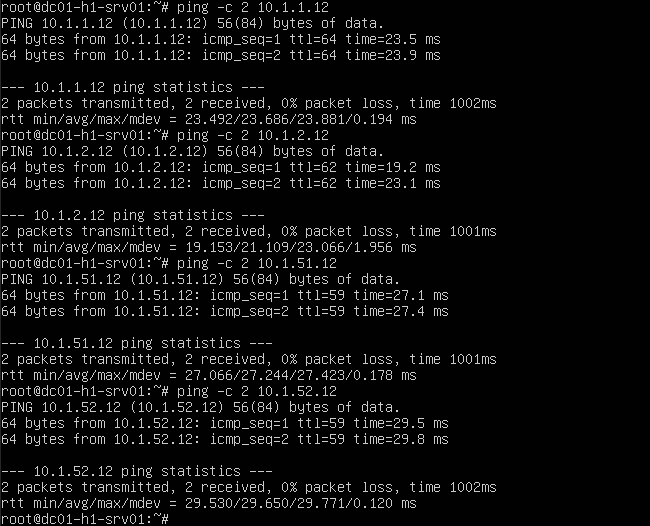 root@dc01-h1-srv01:~# ping -c 2 10.1.1.12
PING 10.1.1.12 (10.1.1.12) 56(84) bytes of data.
64 bytes from 10.1.1.12: icmp_seq=1 ttl=64 time=23.5 ms
64 bytes from 10.1.1.12: icmp_seq=2 ttl=64 time=23.9 ms

--- 10.1.1.12 ping statistics ---
2 packets transmitted, 2 received, 0% packet loss, time 1002ms
rtt min/avg/max/mdev = 23.492/23.686/23.881/0.194 ms
root@dc01-h1-srv01:~# ping -c 2 10.1.2.12
PING 10.1.2.12 (10.1.2.12) 56(84) bytes of data.
64 bytes from 10.1.2.12: icmp_seq=1 ttl=62 time=19.2 ms
64 bytes from 10.1.2.12: icmp_seq=2 ttl=62 time=23.1 ms

--- 10.1.2.12 ping statistics ---
2 packets transmitted, 2 received, 0% packet loss, time 1001ms
rtt min/avg/max/mdev = 19.153/21.109/23.066/1.956 ms
root@dc01-h1-srv01:~# ping -c 2 10.1.51.12
PING 10.1.51.12 (10.1.51.12) 56(84) bytes of data.
64 bytes from 10.1.51.12: icmp_seq=1 ttl=59 time=27.1 ms
64 bytes from 10.1.51.12: icmp_seq=2 ttl=59 time=27.4 ms

--- 10.1.51.12 ping statistics ---
2 packets transmitted, 2 received, 0% packet loss, time 1001ms
rtt min/avg/max/mdev = 27.066/27.244/27.423/0.178 ms
root@dc01-h1-srv01:~# ping -c 2 10.1.52.12
PING 10.1.52.12 (10.1.52.12) 56(84) bytes of data.
64 bytes from 10.1.52.12: icmp_seq=1 ttl=59 time=29.5 ms
64 bytes from 10.1.52.12: icmp_seq=2 ttl=59 time=29.8 ms

--- 10.1.52.12 ping statistics ---
2 packets transmitted, 2 received, 0% packet loss, time 1002ms
rtt min/avg/max/mdev = 29.530/29.650/29.771/0.120 ms
root@dc01-h1-srv01:~#